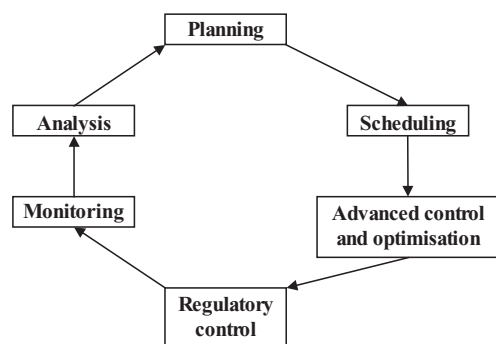 Planning
Analysis
Scheduling
Monitoring
Advanced control
and optimisation
Regulatory
control